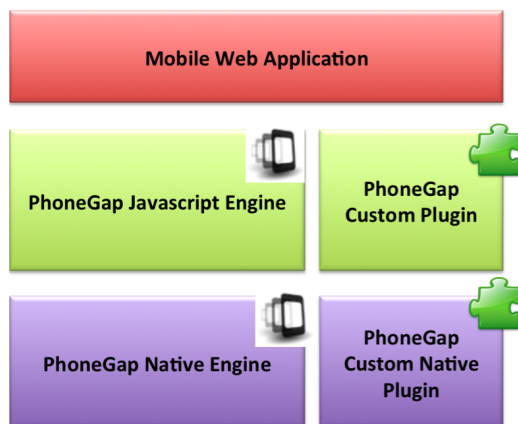 Mobile Web Application
PhoneGap Javascript Engine
PhoneGap
Custom Plugin
PhoneGap Native Engine
PhoneGap
Custom Native
Plugin